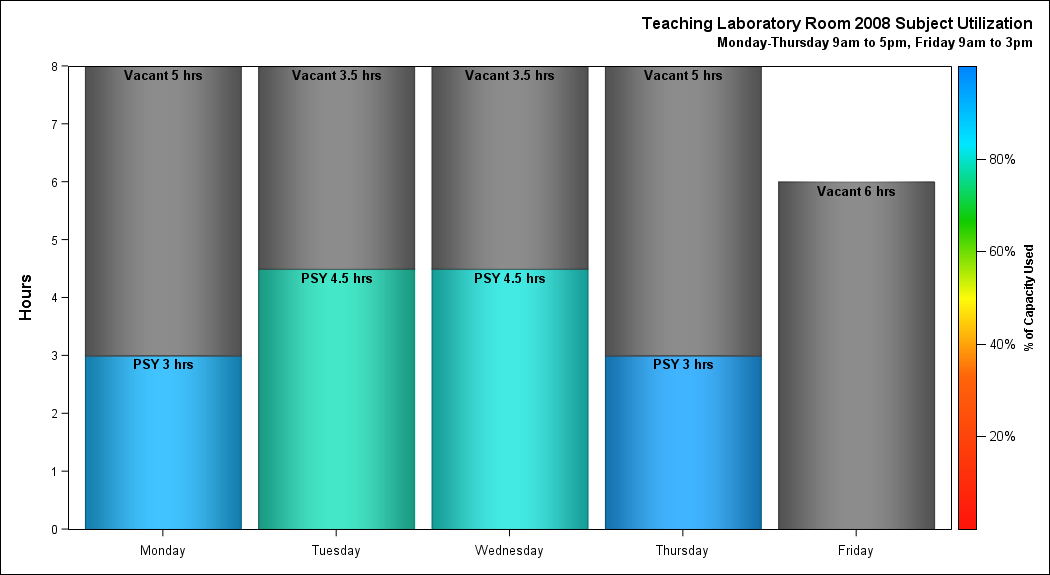 Teaching Laboratory Room 2008 Subject Utilization
Monday-Thursday 9am to 5pm, Friday 9am to 3pm
8
7
6
5
4
3
2
1
0
Hours
Vacant 5 hrs
Vacant 3.5 hrs
Vacant 3.5 hrs
Vacant 5 hrs
Vacant 6 hrs
PSY 4.5 hrs
PSY 4.5 hrs
PSY 3 hrs
PSY 3 hrs
Monday
Tuesday
Wednesday
Thursday
Friday
80%
60%
40%
20%
% of Capacity Used